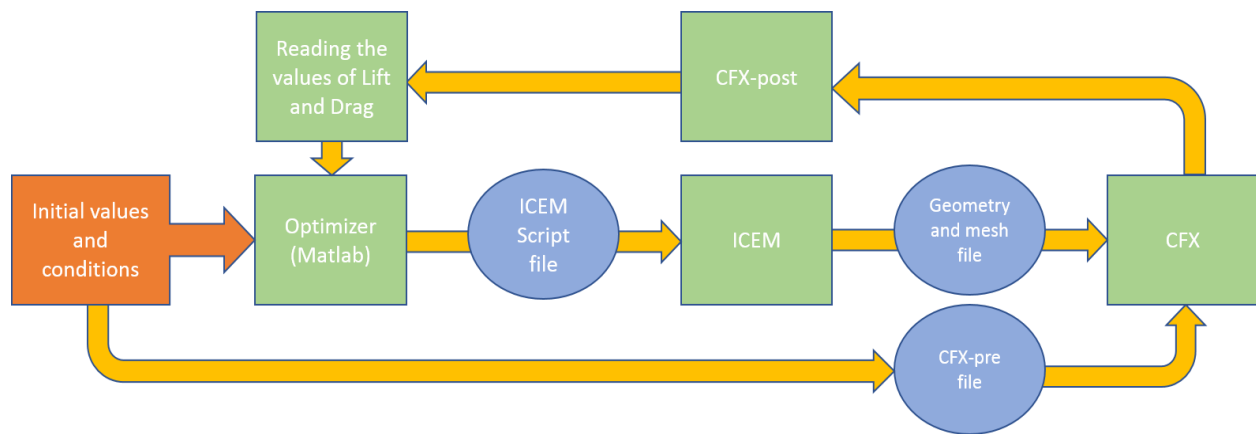 Reading the
values of Lift
and Drag
CFX-post
Initial values
and
conditions
Optimizer
(Matlab)
ICEM
Script
file
ICEM
Geometry
and mesh
file
CFX
CFX-pre
file